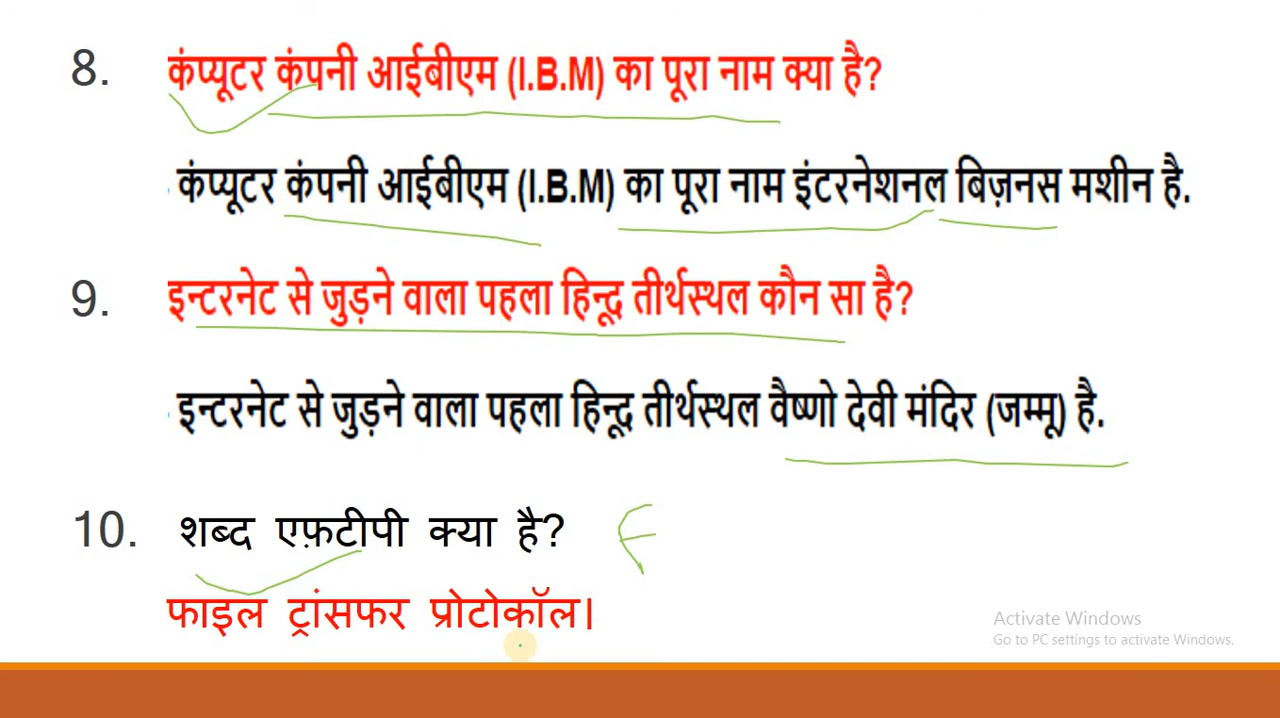 8. कंप्यूटर कंपनी आईबीएम (I.B.M) का पूरा नाम क्या है?
कंप्यूटर कंपनी आईबीएम (I.B.M) का पूरा नाम इंटरनेशनल बिज़नस मशीन है.
9. इन्टरनेट से जुड़ने वाला पहला हिन्दू तीर्थस्थल कौन सा है?
इन्टरनेट से जुड़ने वाला पहला हिन्दू तीर्थस्थल वैष्णो देवी मंदिर (जम्मू) है.
10. शब्द एफ़टीपी क्या है? F
फाइल ट्रांसफर प्रोटोकॉल।
Activate Windows
Go to PC settings to activate Windows.